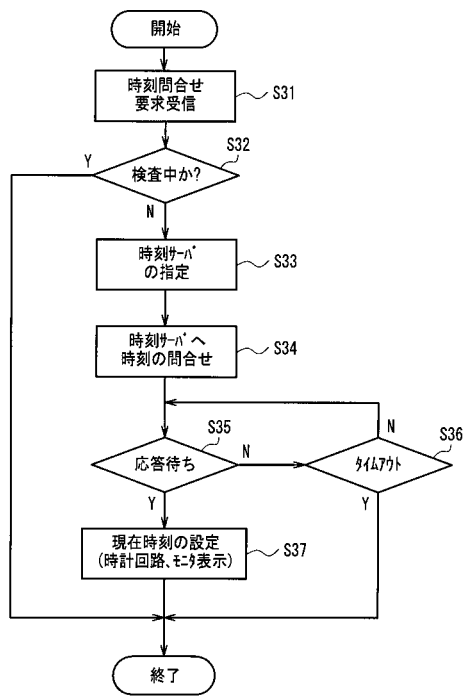 開始
時刻問合せ
要求受信
S31
S32
Y
検査中か?
N
時刻ｻｰﾊﾞ
の指定
S33
時刻ｻｰﾊﾞへ
時刻の問合せ
S34
N
S35
S36
応答待ち
N
ﾀｲﾑｱｳﾄ
Y
Y
現在時刻の設定
(時計回路、ﾓﾆﾀ表示)
S37
終了